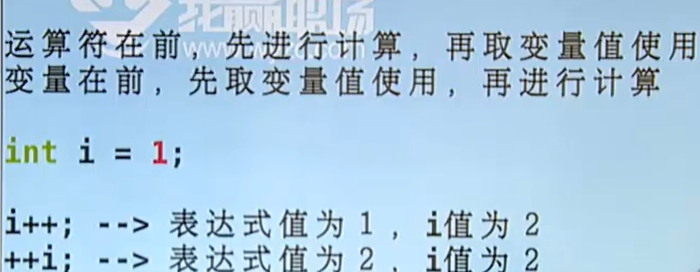 运算符在前，先进行计算，再取变量值使用
变量在前，先取变量值使用，再进行计算
int i = 1;
i++; --> 表达式值为1，i值为2
++i; --> 表达式值为2，i值为2